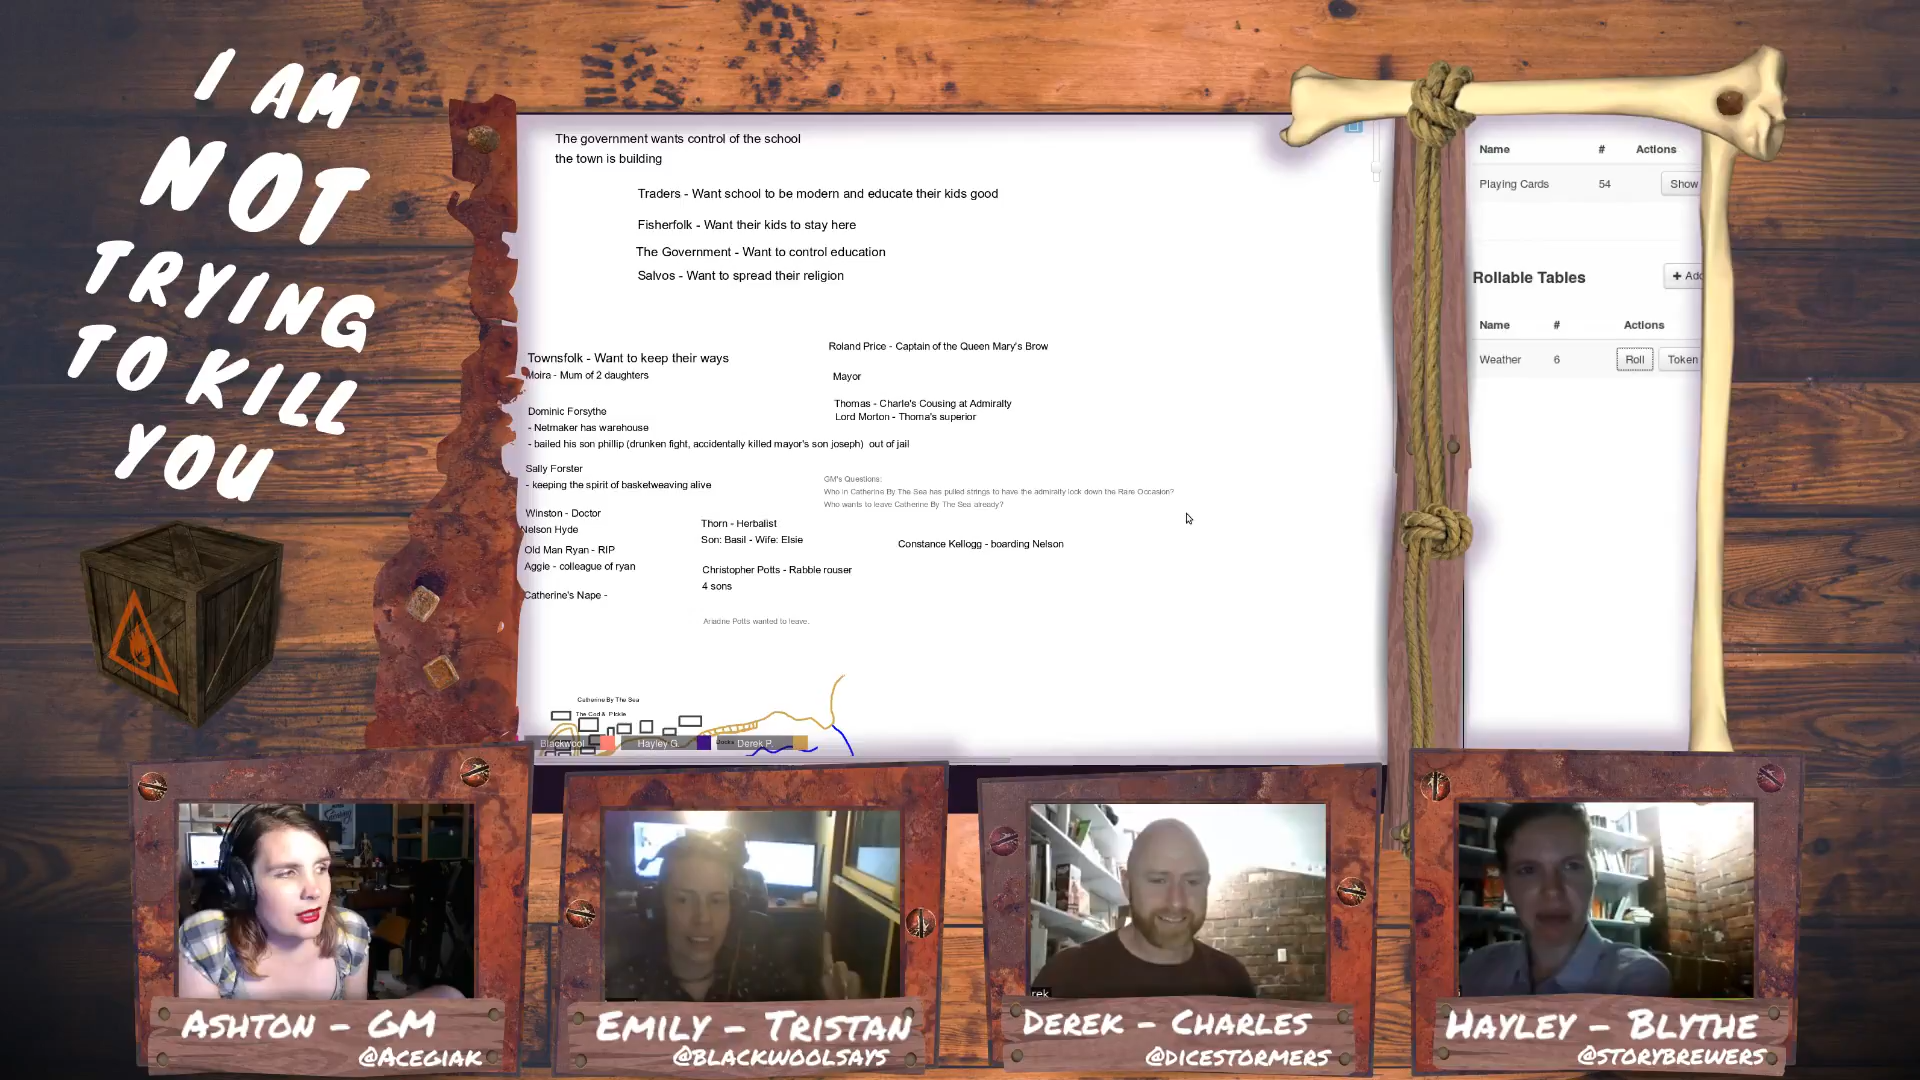 I AM
NOT
TRYING
TO KILL
YOU
The government wants control of the school
the town is building
Traders - Want school to be modern and educate their kids good
Fisherfolk - Want their kids to stay here
The Government - Want to control education
Salvos - Want to spread their religion
Townsfolk - Want to keep their ways
Moira - Mum of 2 daughters
Dominic Forsythe
- Netmaker has warehouse
- bailed his son phillip (drunken fight, accidentally killed mayor's son joseph) out of jail
Sally Forster
- keeping the spirit of basketweaving alive
Winston - Doctor
Nelson Hyde
Old Man Ryan - RIP
Aggie - colleague of ryan
Catherine's Nape -
Roland Price - Captain of the Queen Mary's Brow
Mayor
Thomas - Charle's Cousing at Admiralty
Lord Morton - Thoma's superior
GM's Questions:
Who in Catherine By The Sea has pulled strings to have the admiralty lock down the Rare Occasion?
Who wants to leave Catherine By The Sea already?
Thorn - Herbalist
Son: Basil - Wife: Elsie
Constance Kellogg - boarding Nelson
Christopher Potts - Rabble rouser
4 sons
Ariadne Potts wanted to leave.
Catherine By The Sea
The Cod & Pickle
Docks
Blackwool
Hayley G.
Derek P.
Name # Actions
Playing Cards 54 Show
Rollable Tables
+ Add
Name # Actions
Weather 6 Roll Token
rek
ASHTON - GM
@ACEGIAK
EMILY - TRISTAN
@BLACKWOOLSAYS
DEREK - CHARLES
@DICESTORMERS
HAYLEY - BLYTHE
@STORYBREWERS